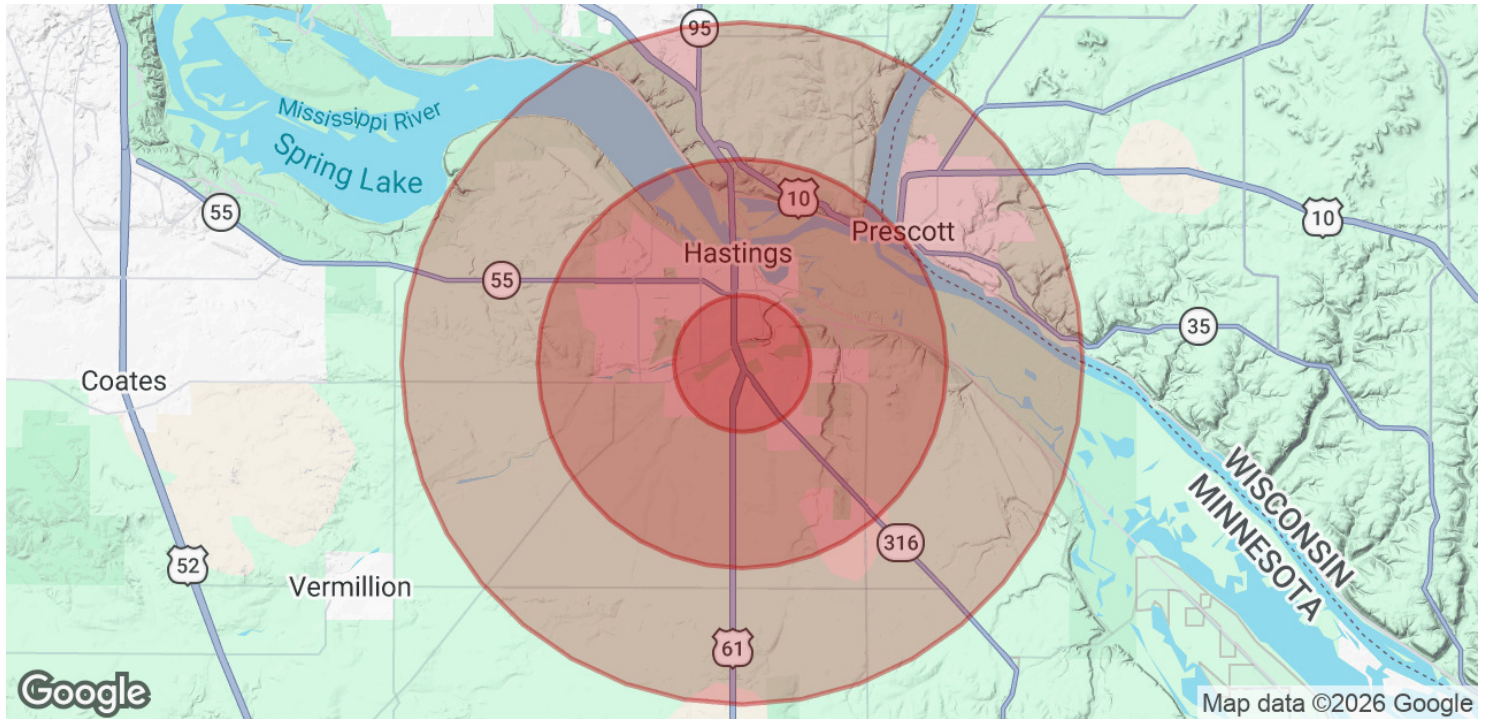 95
Mississippi River
Spring Lake
55
10
10
Prescott
Hastings
55
35
Coates
WISCONSIN
MINNESOTA
316
52
Vermillion
61
Google
Map data ©2026 Google